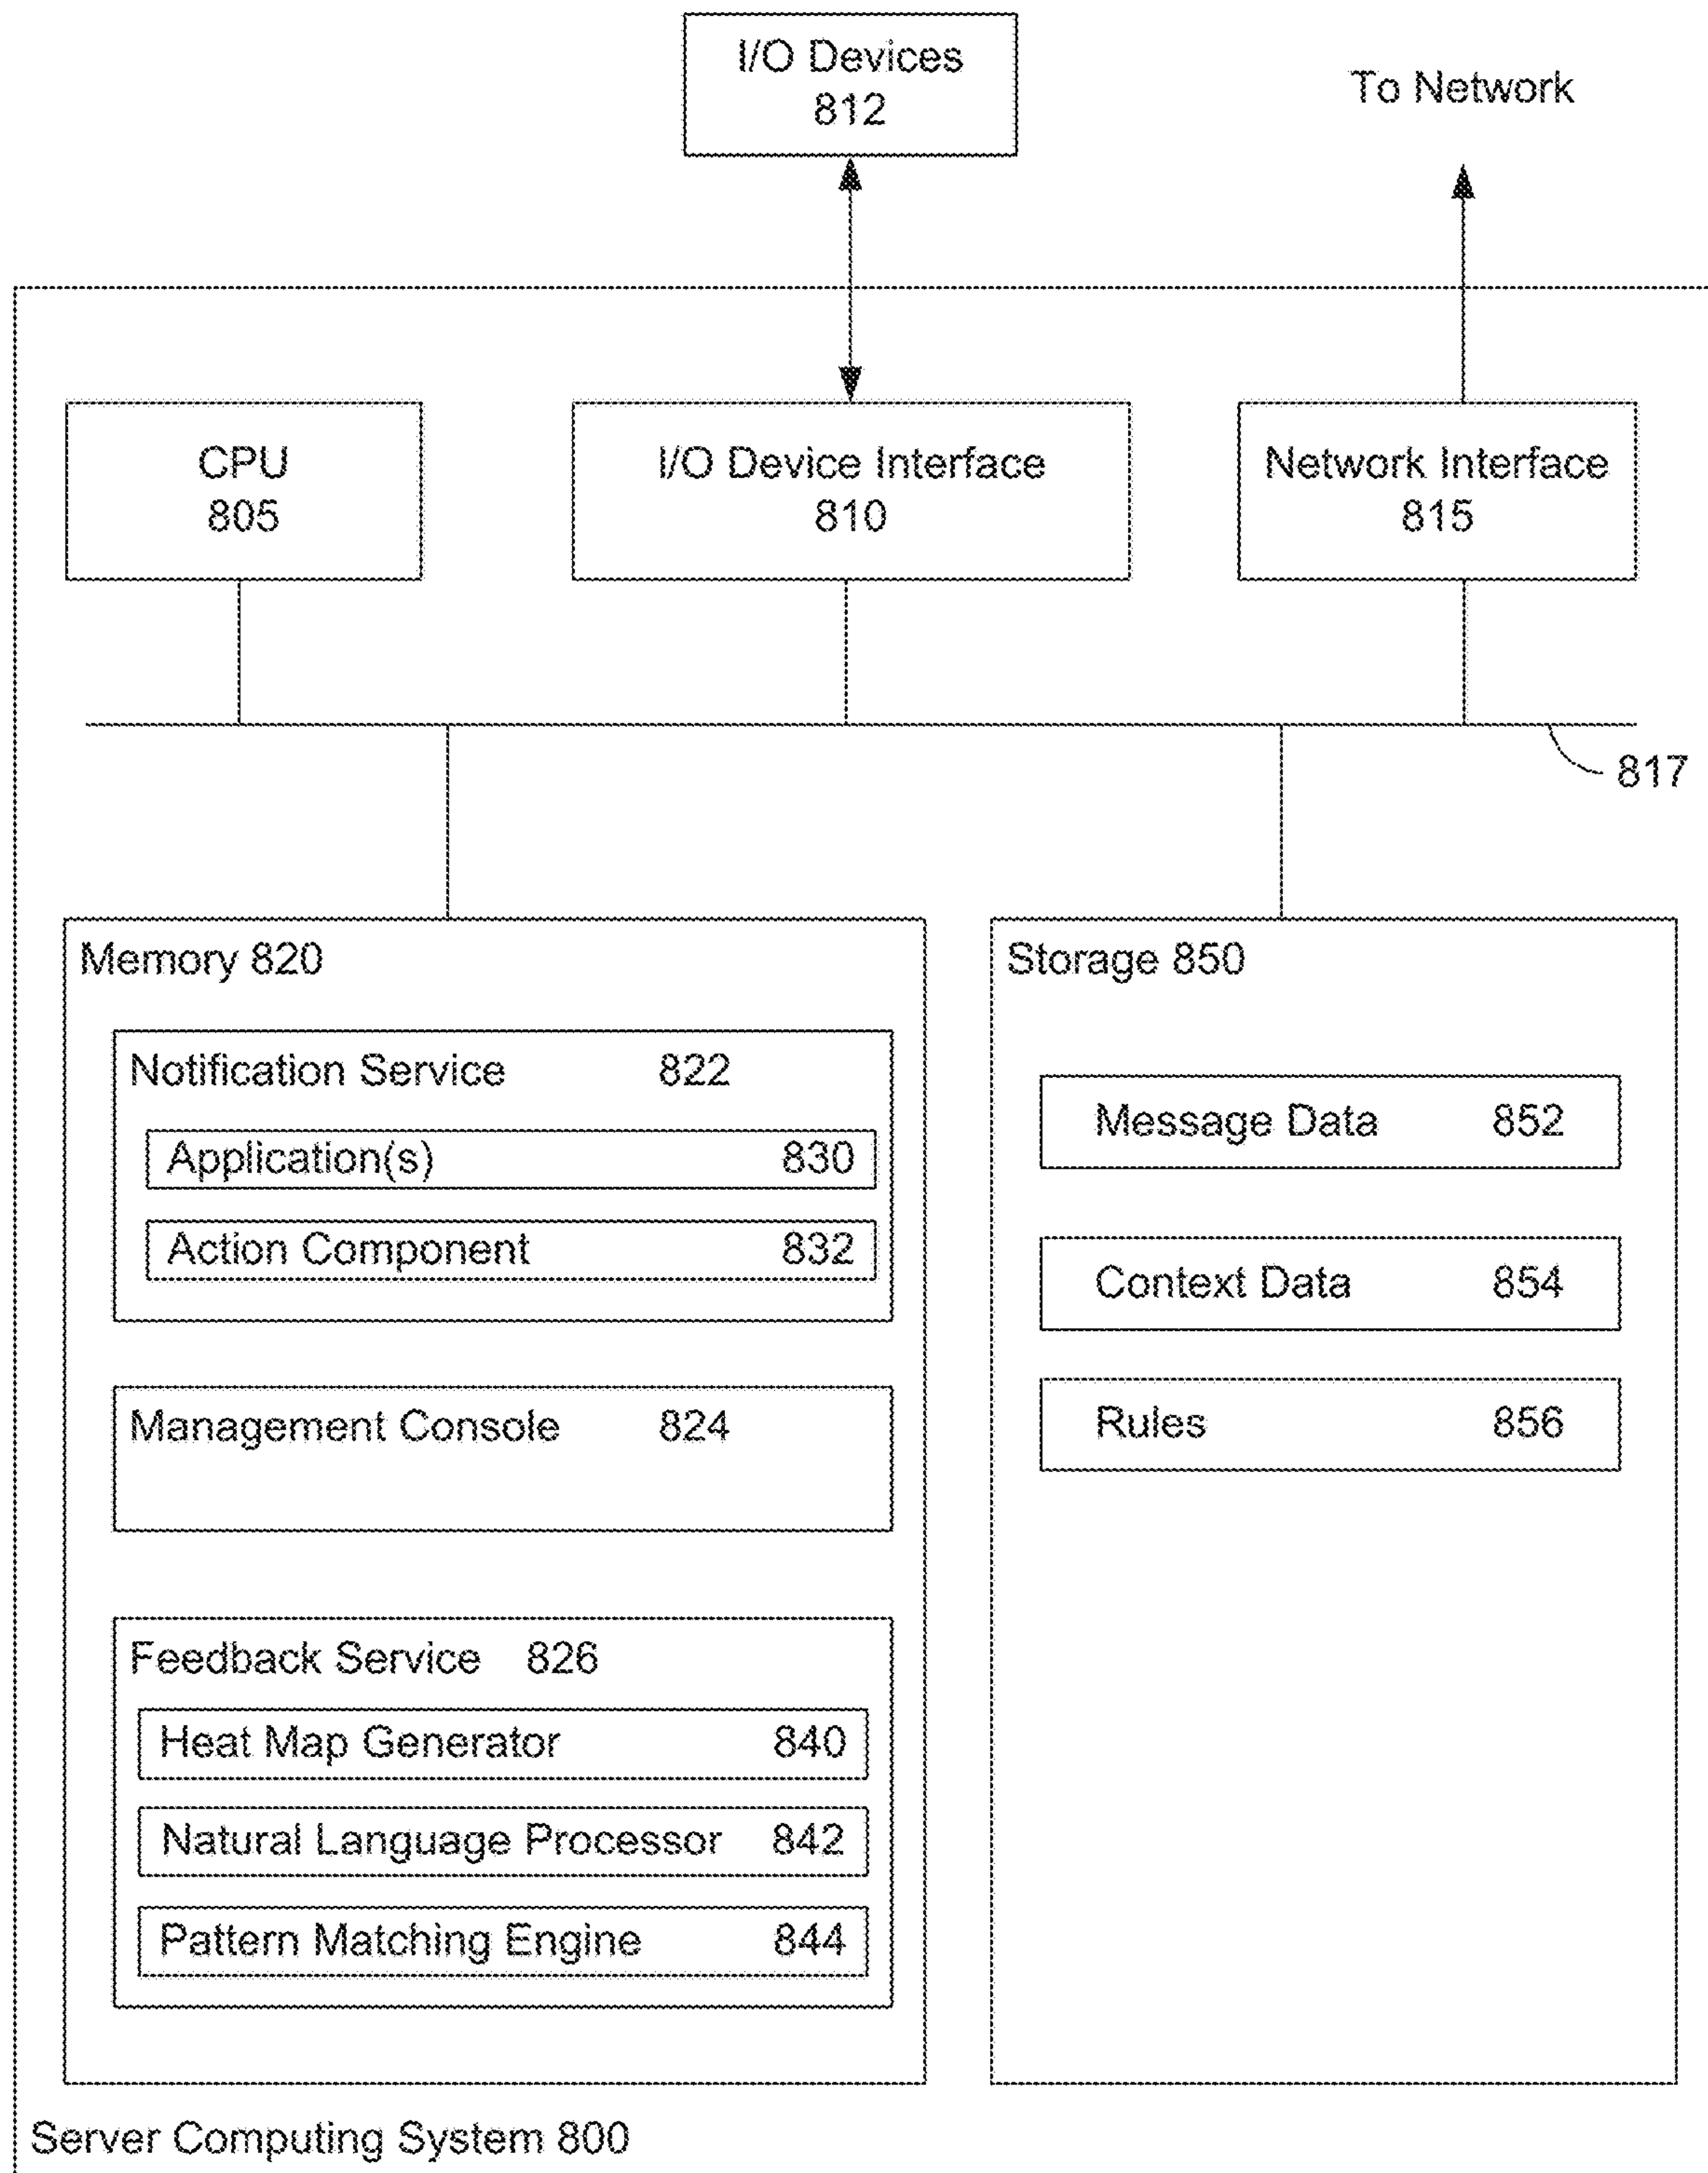 I/O Devices
812
To Network
CPU
805
I/O Device Interface
810
Network Interface
815
817
Memory 820
Notification Service 822
Application(s) 830
Action Component 832
Management Console 824
Feedback Service 826
Heat Map Generator 840
Natural Language Processor 842
Pattern Matching Engine 844
Storage 850
Message Data 852
Context Data 854
Rules 856
Server Computing System 800